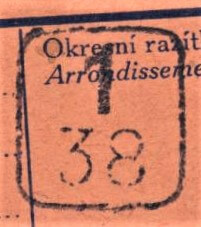 Okresní razít
Arrondisseme
1
38